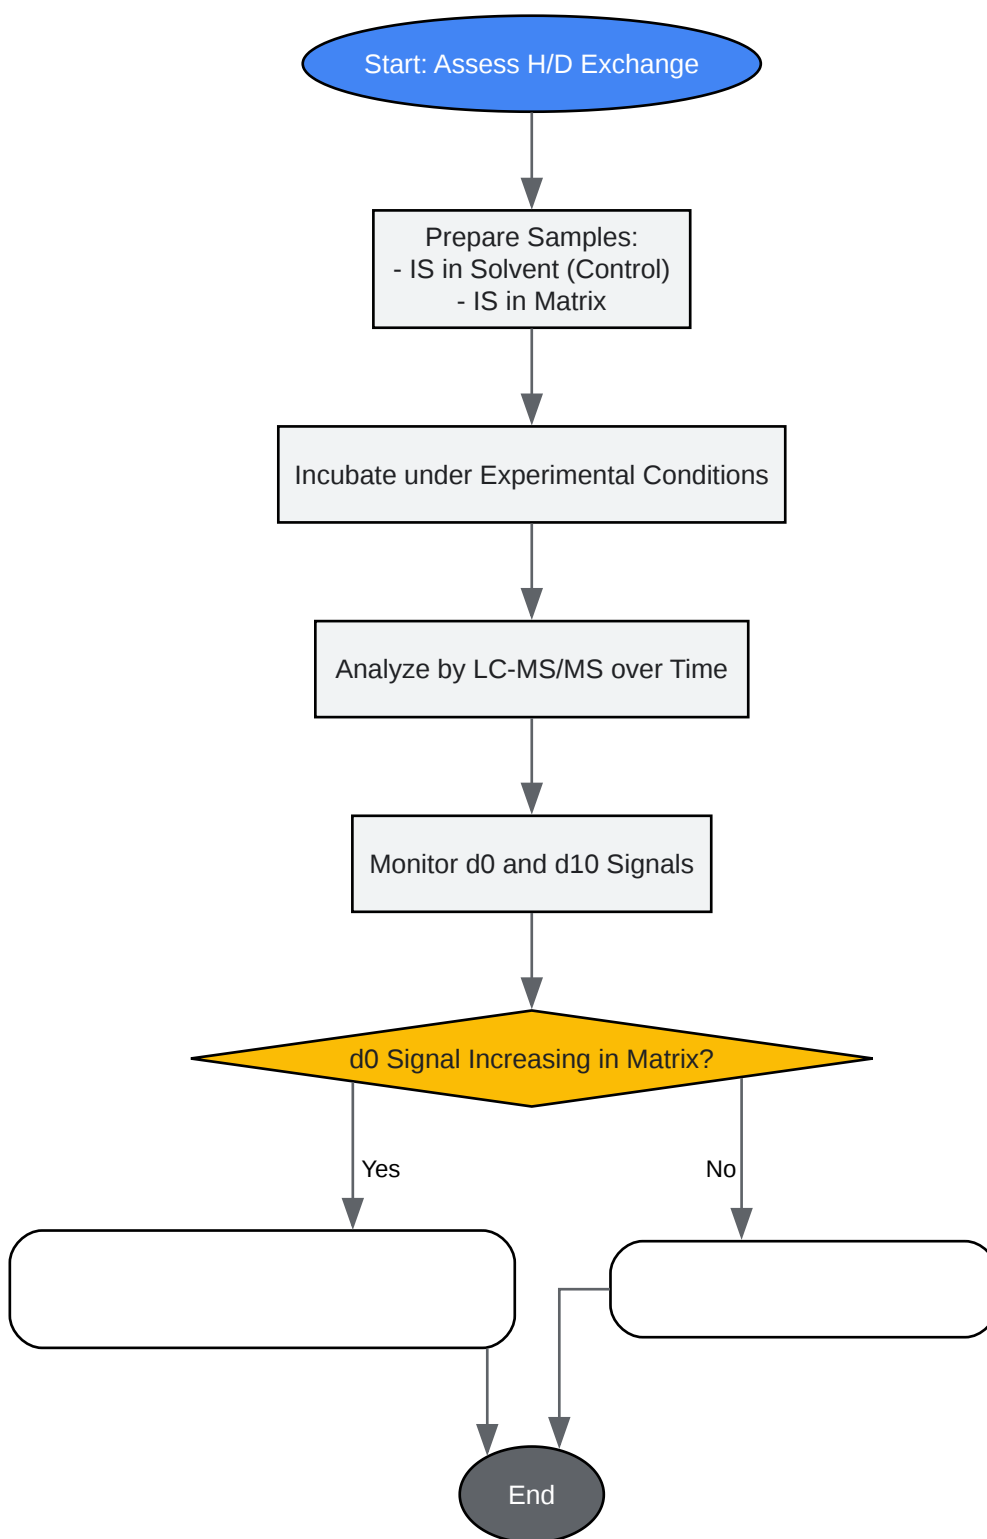 Start: Assess H/D Exchange
Prepare Samples:
- IS in Solvent (Control)
- IS in Matrix
Incubate under Experimental Conditions
Analyze by LC-MS/MS over Time
Monitor d0 and d10 Signals
d0 Signal Increasing in Matrix?
Yes
No
End